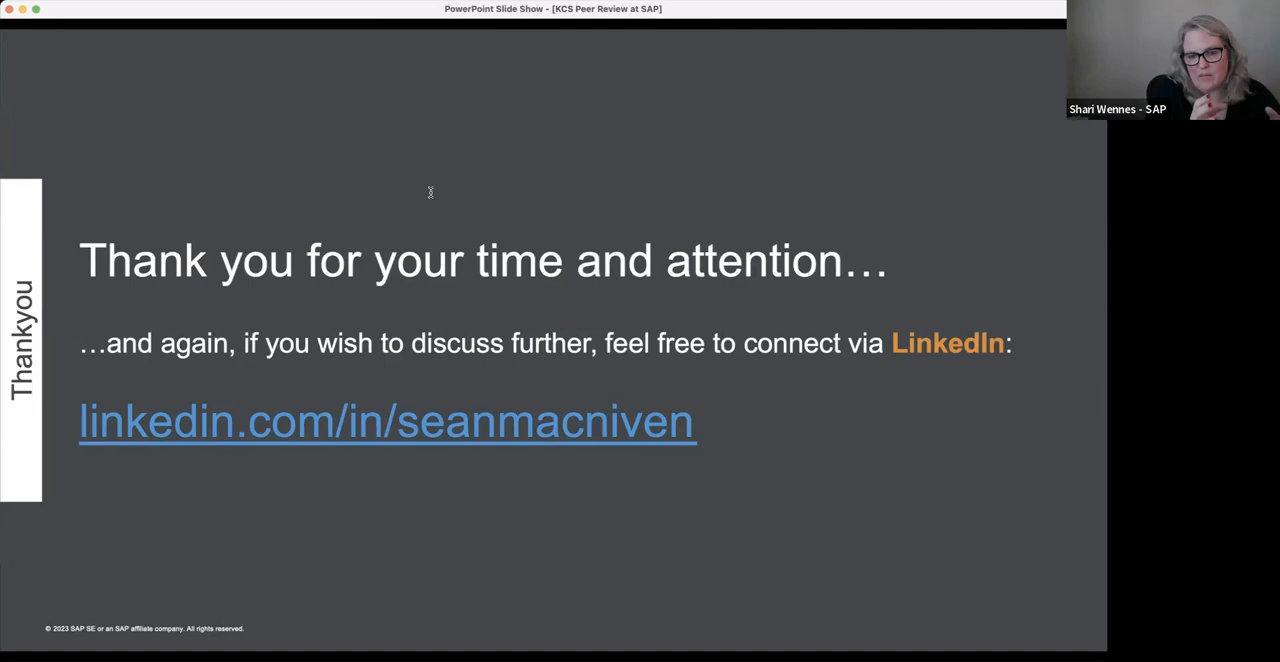 PowerPoint Slide Show - [KCS Peer Review at SAP]
Shari Wennes - SAP
Thankyou
Thank you for your time and attention…
…and again, if you wish to discuss further, feel free to connect via LinkedIn:
linkedin.com/in/seanmacniven
© 2023 SAP SE or an SAP affiliate company. All rights reserved.